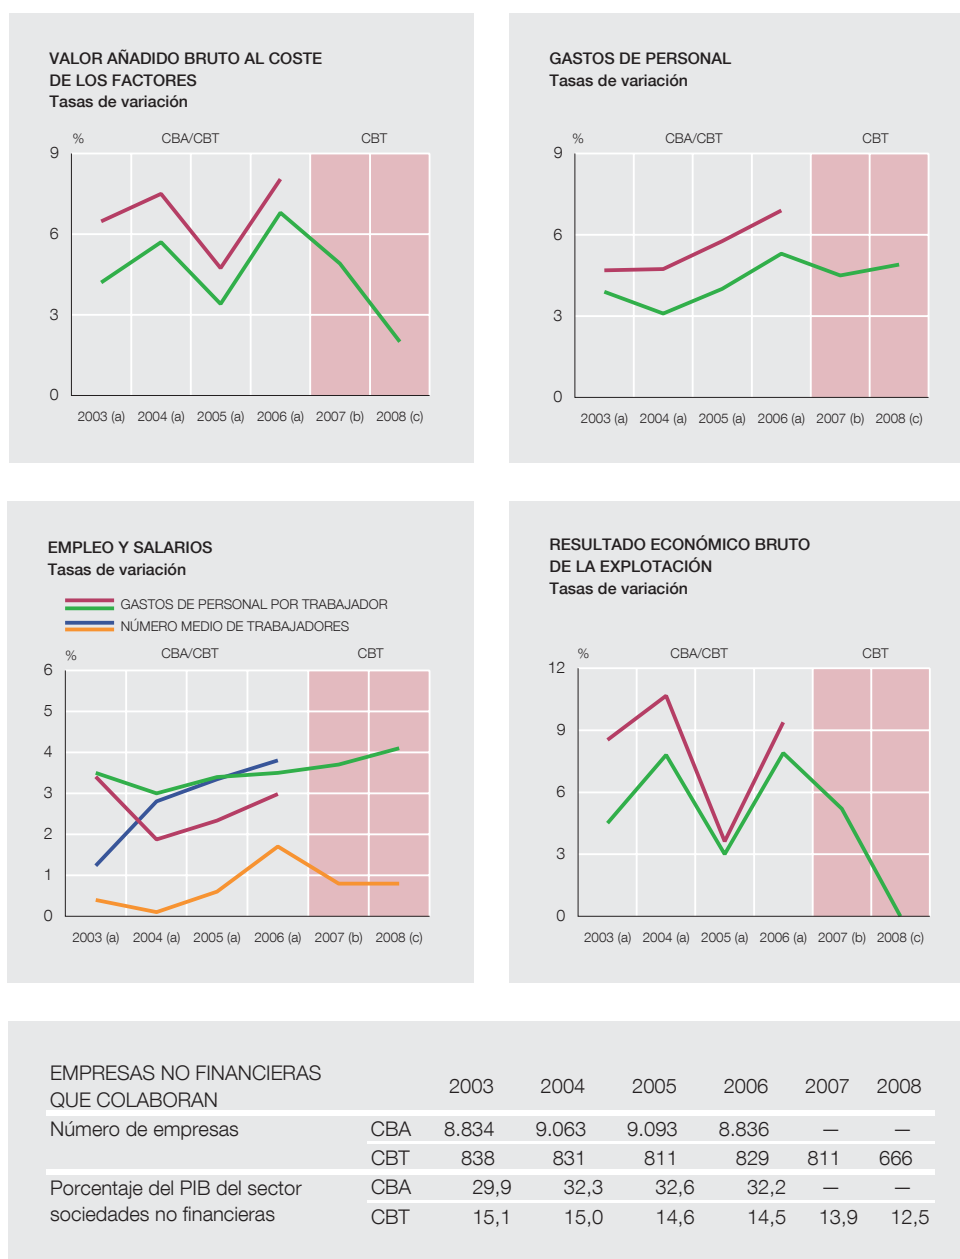 VALOR AÑADIDO BRUTO AL COSTE
DE LOS FACTORES
Tasas de variación
% CBA/CBT CBT
9
6
3
0
2003 (a) 2004 (a) 2005 (a) 2006 (a) 2007 (b) 2008 (c)
GASTOS DE PERSONAL
Tasas de variación
% CBA/CBT CBT
9
6
3
0
2003 (a) 2004 (a) 2005 (a) 2006 (a) 2007 (b) 2008 (c)
EMPLEO Y SALARIOS
Tasas de variación
GASTOS DE PERSONAL POR TRABAJADOR
NÚMERO MEDIO DE TRABAJADORES
% CBA/CBT CBT
6
5
4
3
2
1
0
2003 (a) 2004 (a) 2005 (a) 2006 (a) 2007 (b) 2008 (c)
RESULTADO ECONÓMICO BRUTO
DE LA EXPLOTACIÓN
Tasas de variación
% CBA/CBT CBT
12
9
6
3
0
2003 (a) 2004 (a) 2005 (a) 2006 (a) 2007 (b) 2008 (c)
EMPRESAS NO FINANCIERAS
QUE COLABORAN 2003 2004 2005 2006 2007 2008
Número de empresas CBA 8.834 9.063 9.093 8.836 — —
CBT 838 831 811 829 811 666
Porcentaje del PIB del sector CBA 29,9 32,3 32,6 32,2 — —
sociedades no financieras CBT 15,1 15,0 14,6 14,5 13,9 12,5